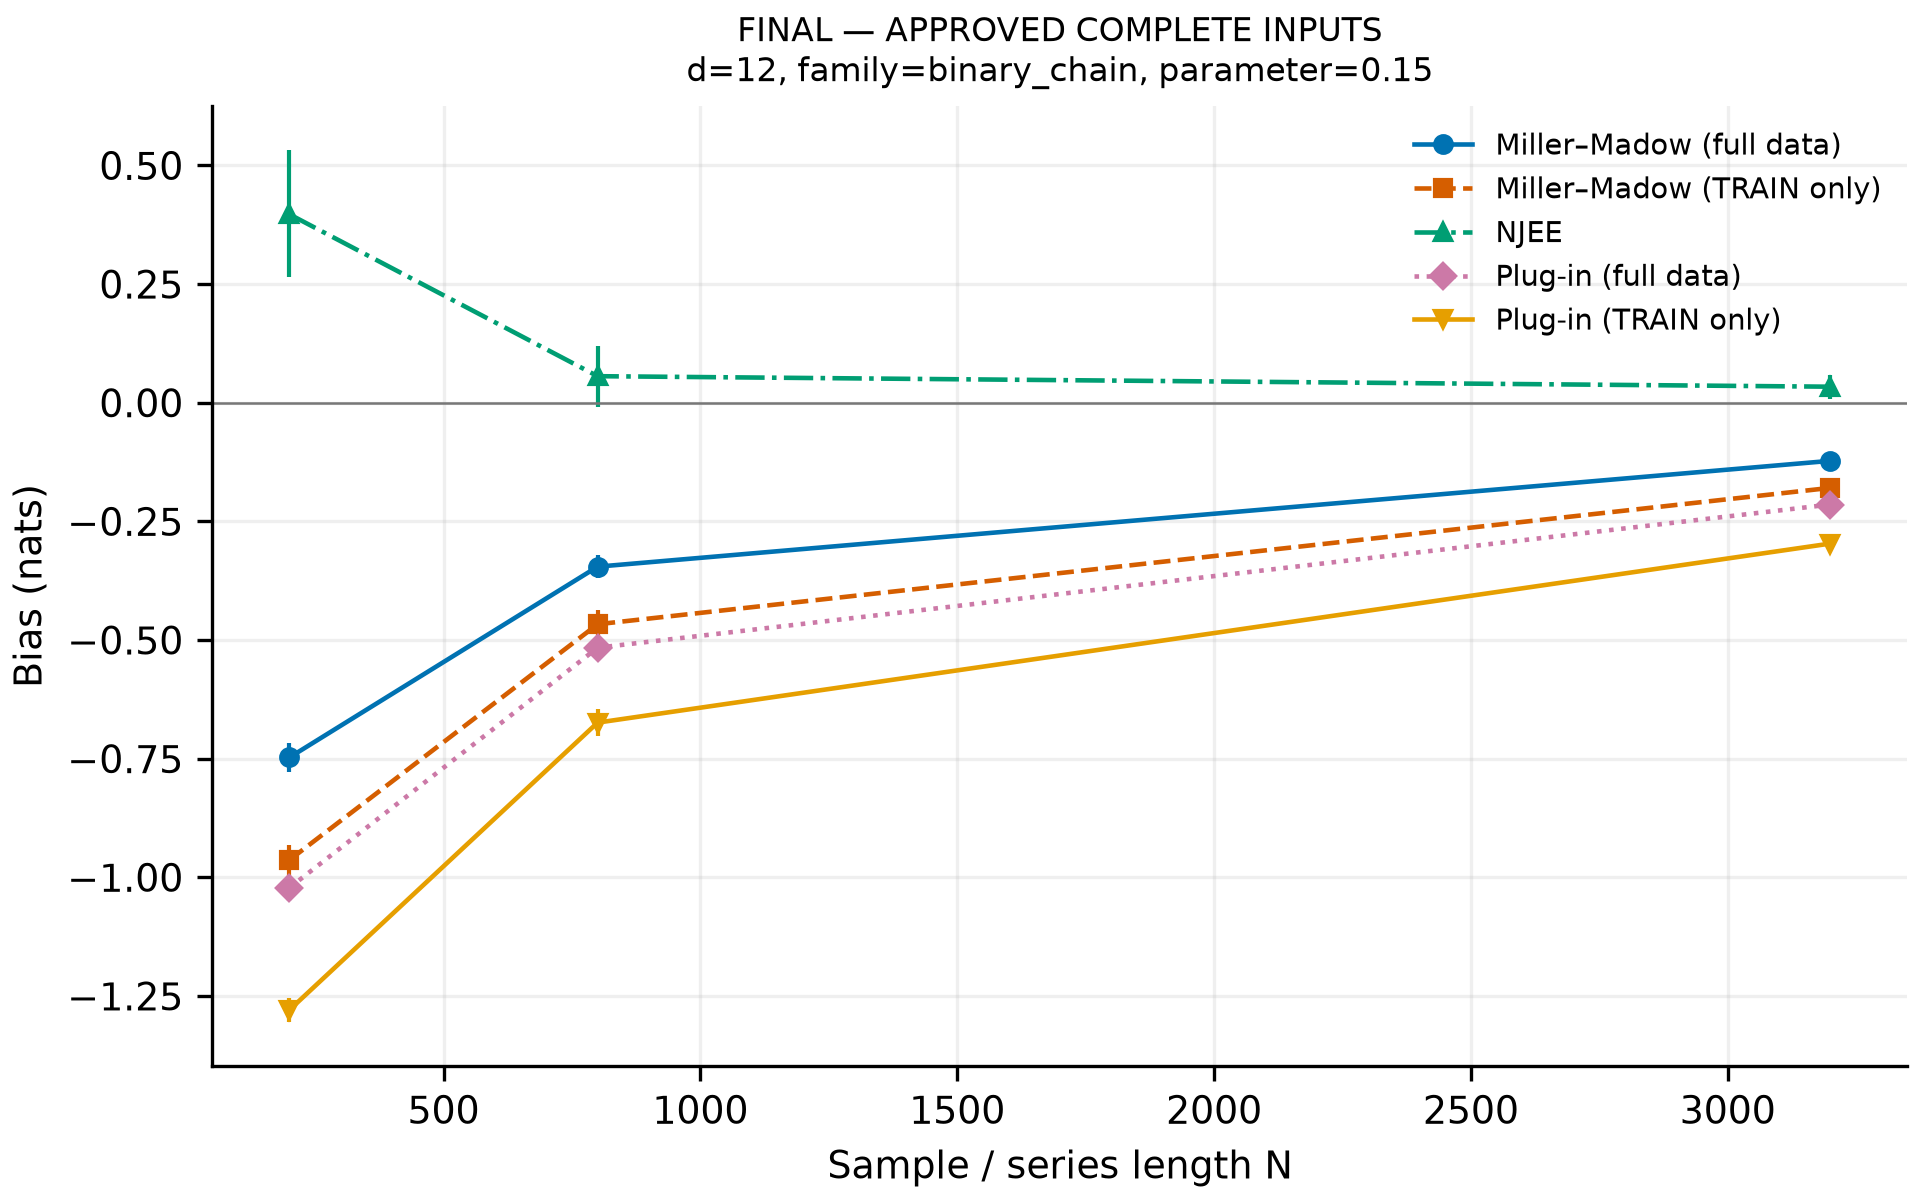 FINAL — APPROVED COMPLETE INPUTS
d=12, family=binary_chain, parameter=0.15
Miller–Madow (full data)
Miller–Madow (TRAIN only)
NJEE
Plug-in (full data)
Plug-in (TRAIN only)
0.50
0.25
0.00
−0.25
−0.50
−0.75
−1.00
−1.25
Bias (nats)
500
1000
1500
2000
2500
3000
Sample / series length N